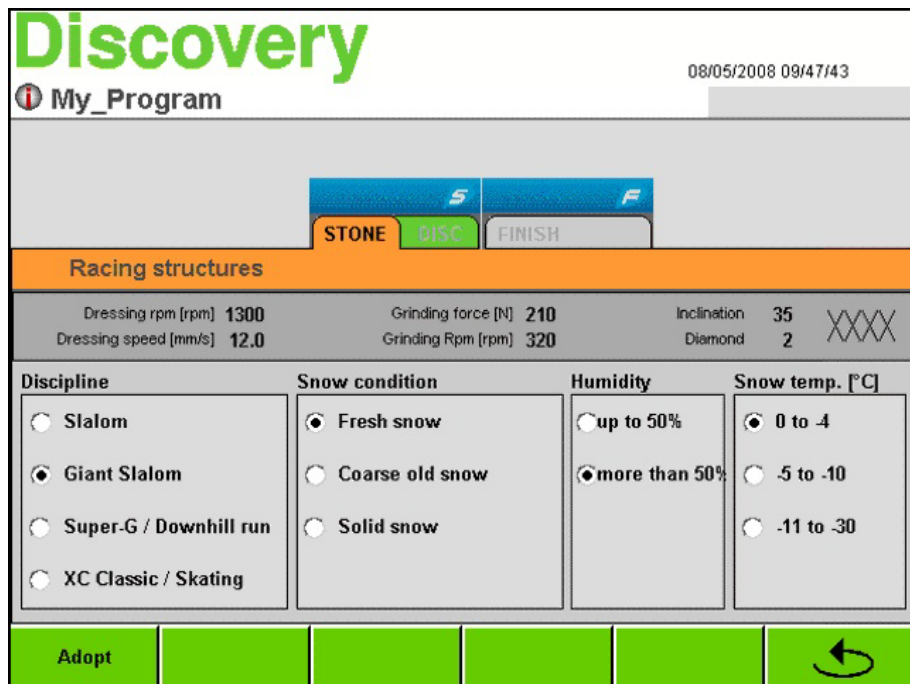 Discovery
08/05/2008 09/47/43
i My_Program
S F
STONE DISC FINISH
Racing structures
Dressing rpm [rpm] 1300 Grinding force [N] 210 Inclination 35
Dressing speed [mm/s] 12.0 Grinding Rpm [rpm] 320 Diamond 2
Discipline Snow condition Humidity Snow temp. [°C]
Slalom Fresh snow up to 50% 0 to -4
Giant Slalom Coarse old snow more than 50% -5 to -10
Super-G / Downhill run Solid snow -11 to -30
XC Classic / Skating
Adopt